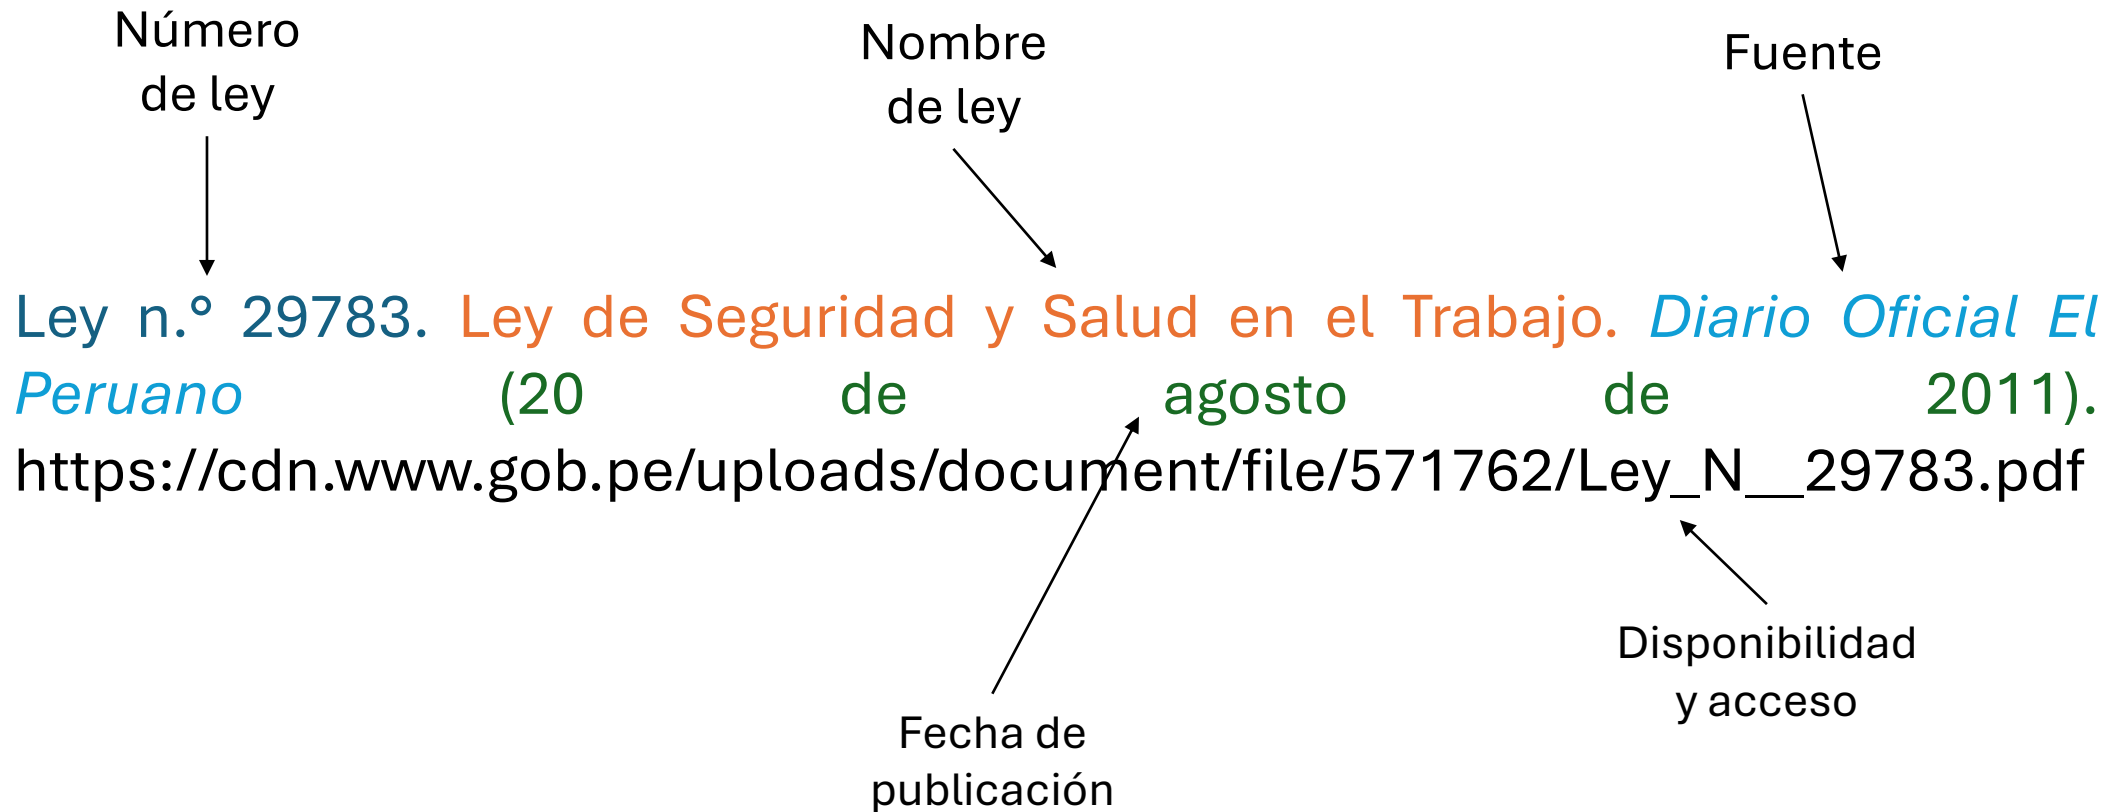 Número
de ley
Nombre
de ley
Fuente
Ley n.° 29783. Ley de Seguridad y Salud en el Trabajo. Diario Oficial El
Peruano (20 de agosto de 2011).
https://cdn.www.gob.pe/uploads/document/file/571762/Ley_N__29783.pdf
Disponibilidad
y acceso
Fecha de
publicación